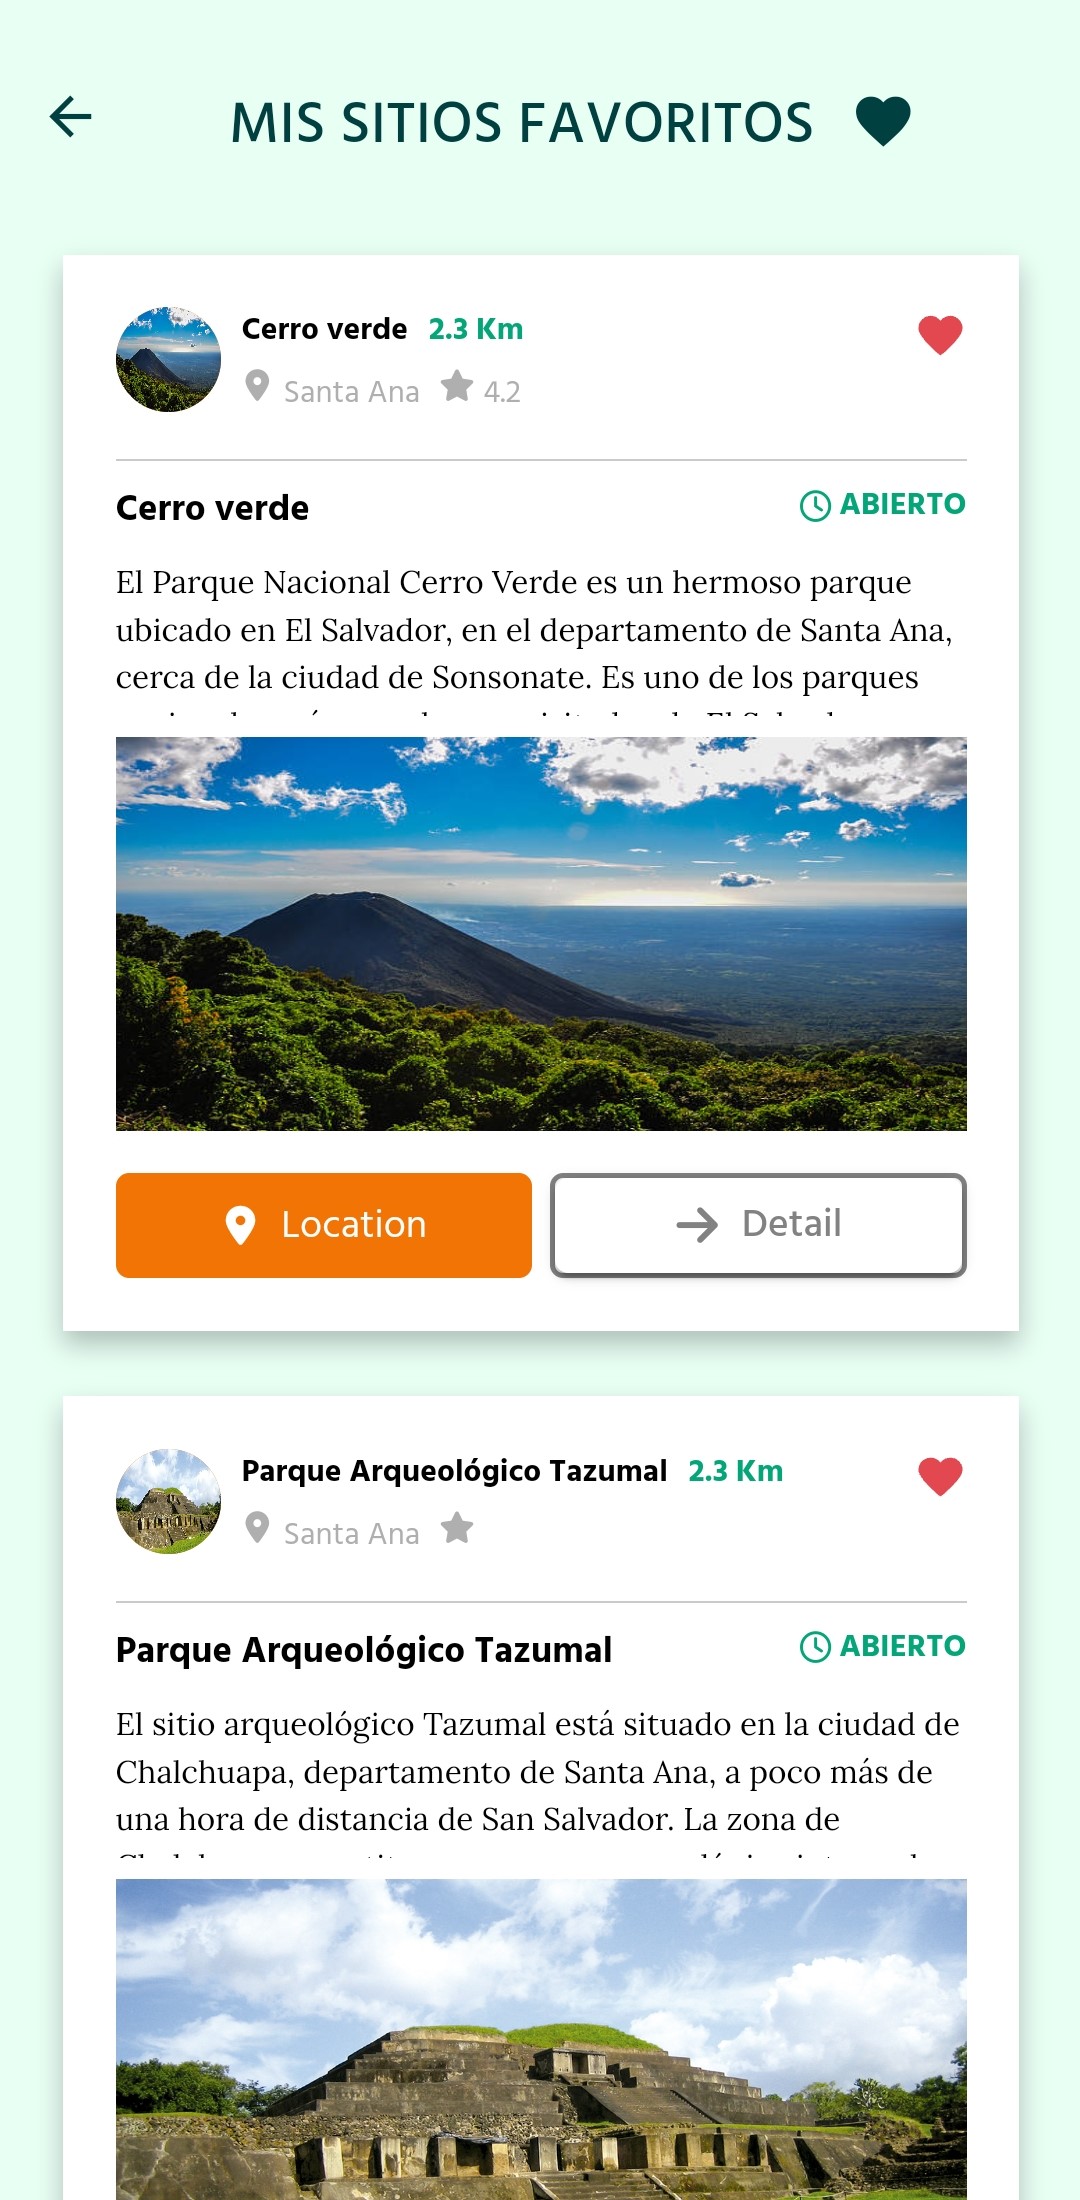 MIS SITIOS FAVORITOS
Cerro verde 2.3 Km
Santa Ana 4.2
Cerro verde
ABIERTO
El Parque Nacional Cerro Verde es un hermoso parque
ubicado en El Salvador, en el departamento de Santa Ana,
cerca de la ciudad de Sonsonate. Es uno de los parques
Location
Detail
Parque Arqueológico Tazumal 2.3 Km
Santa Ana
Parque Arqueológico Tazumal
ABIERTO
El sitio arqueológico Tazumal está situado en la ciudad de
Chalchuapa, departamento de Santa Ana, a poco más de
una hora de distancia de San Salvador. La zona de